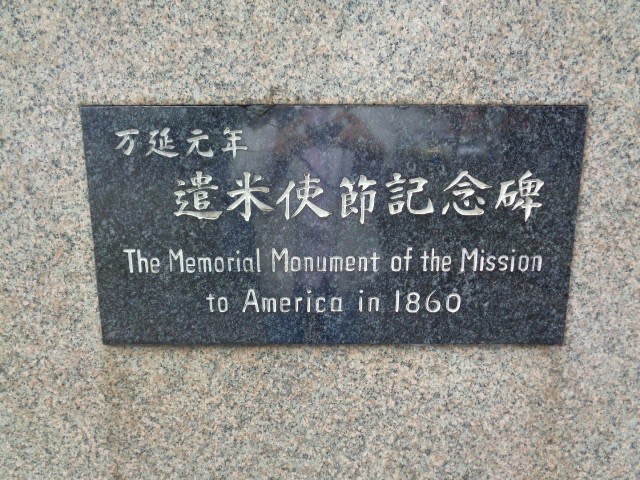 万延元年
遣米使節記念碑
The Memorial Monument of the Mission
to America in 1860